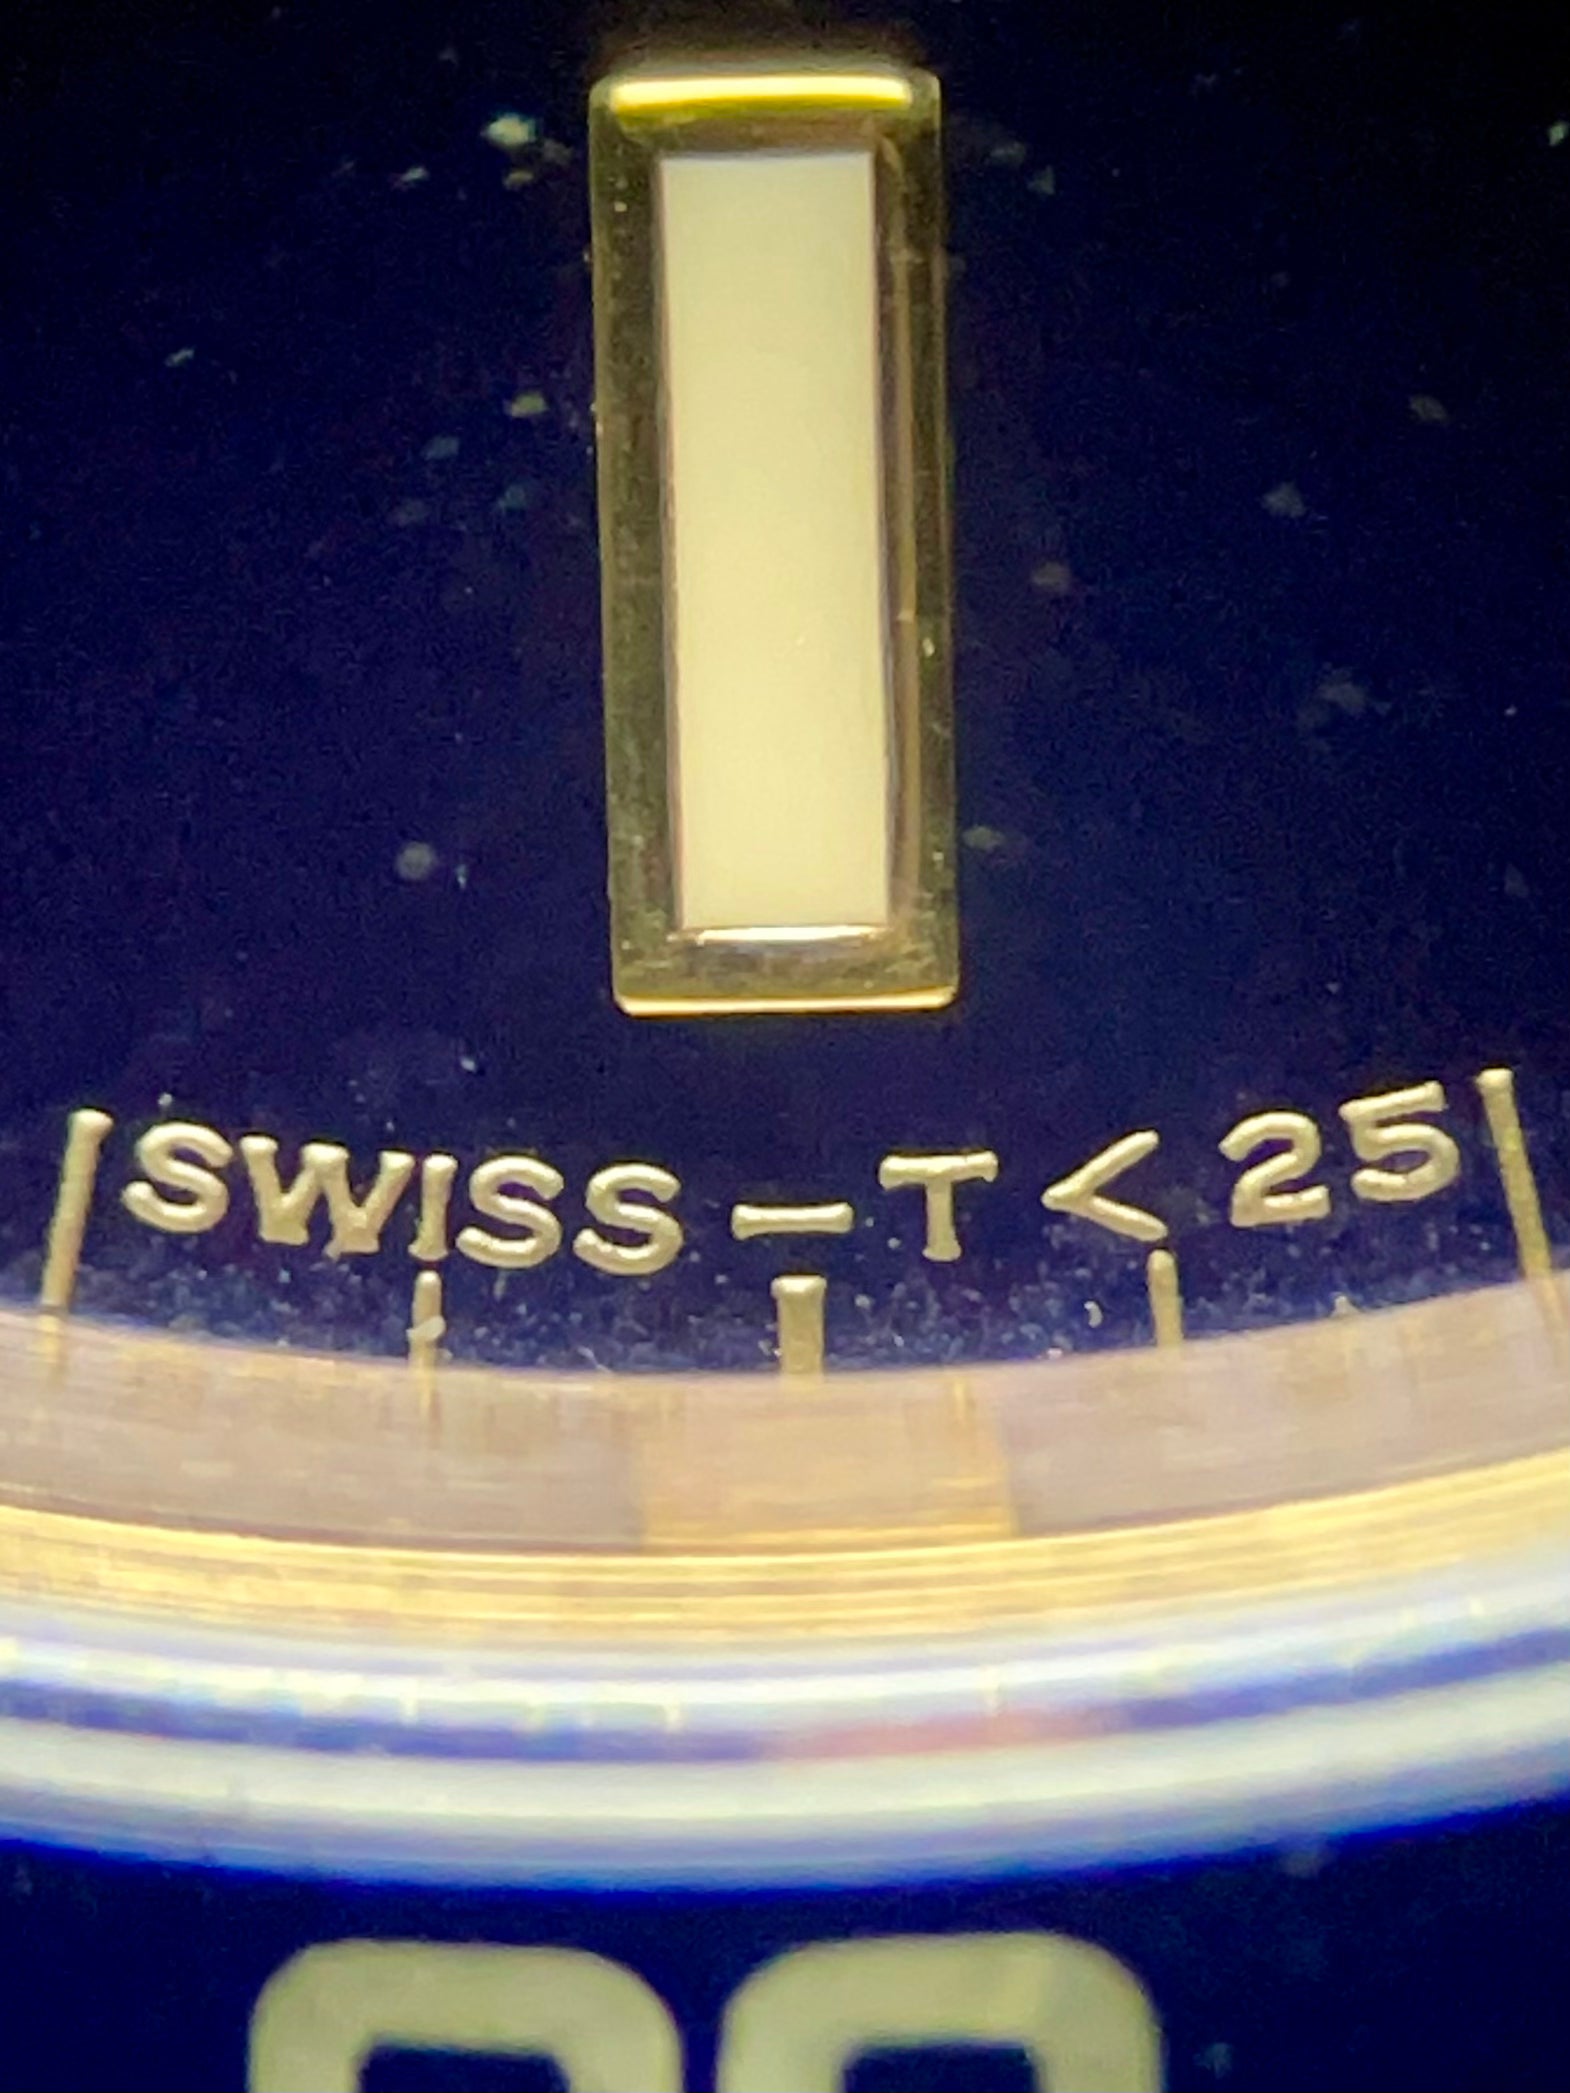 SWISS – T < 25